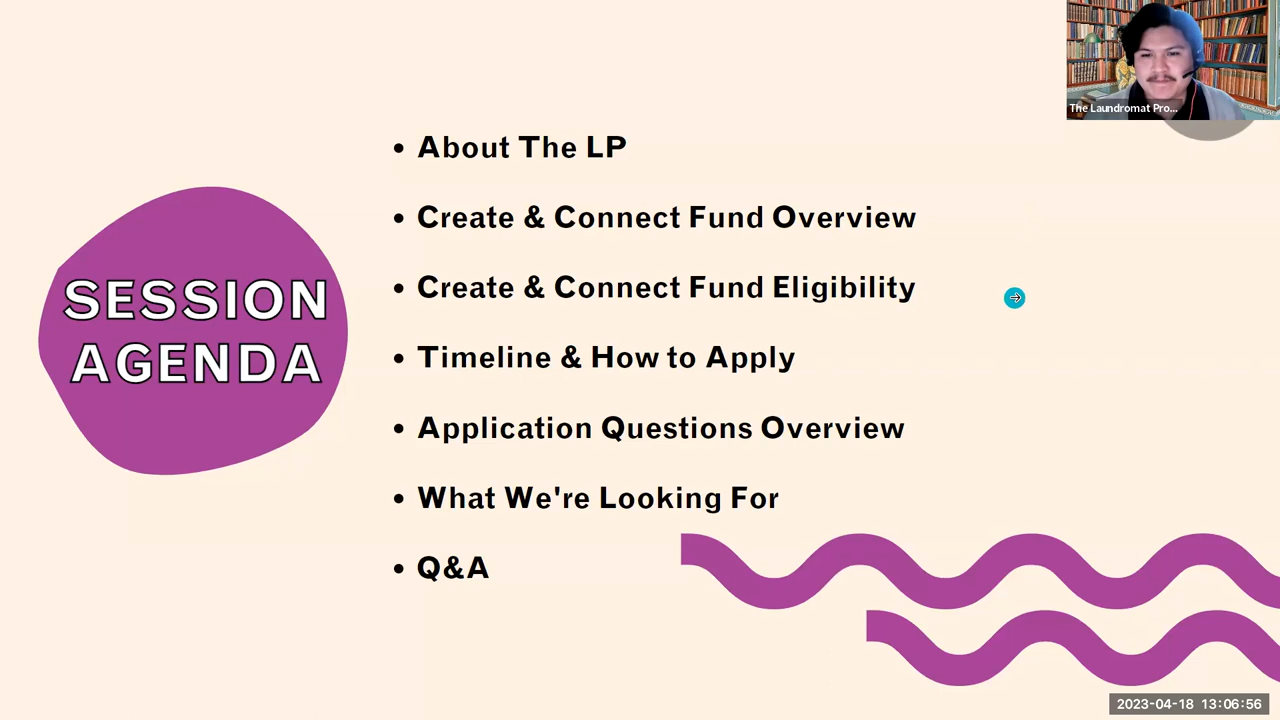 The Laundromat Pro...
About The LP
Create & Connect Fund Overview
Create & Connect Fund Eligibility
SESSION
AGENDA
Timeline & How to Apply
Application Questions Overview
What We're Looking For
Q&A
2023-04-18 13:06:56